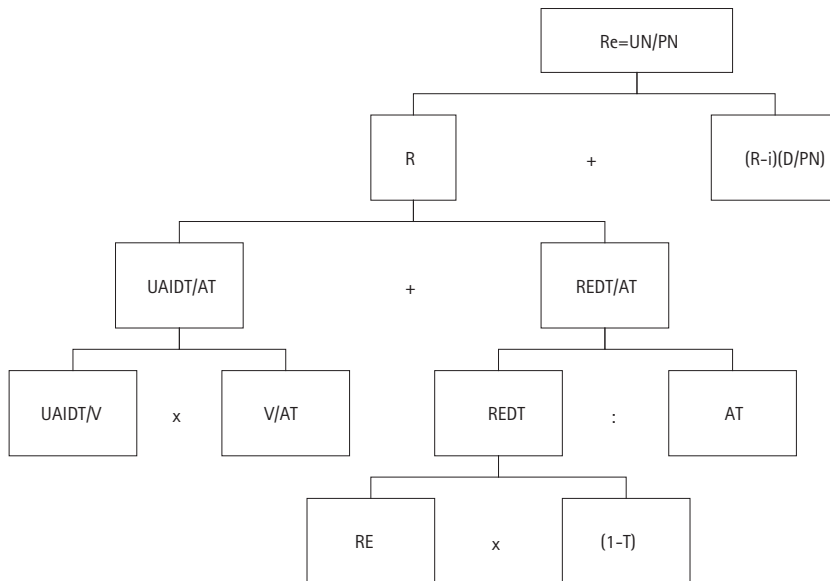 Re=UN/PN
R
+
(R-i)(D/PN)
UAIDT/AT
+
REDT/AT
UAIDT/V
x
V/AT
REDT
:
AT
RE
x
(1-T)